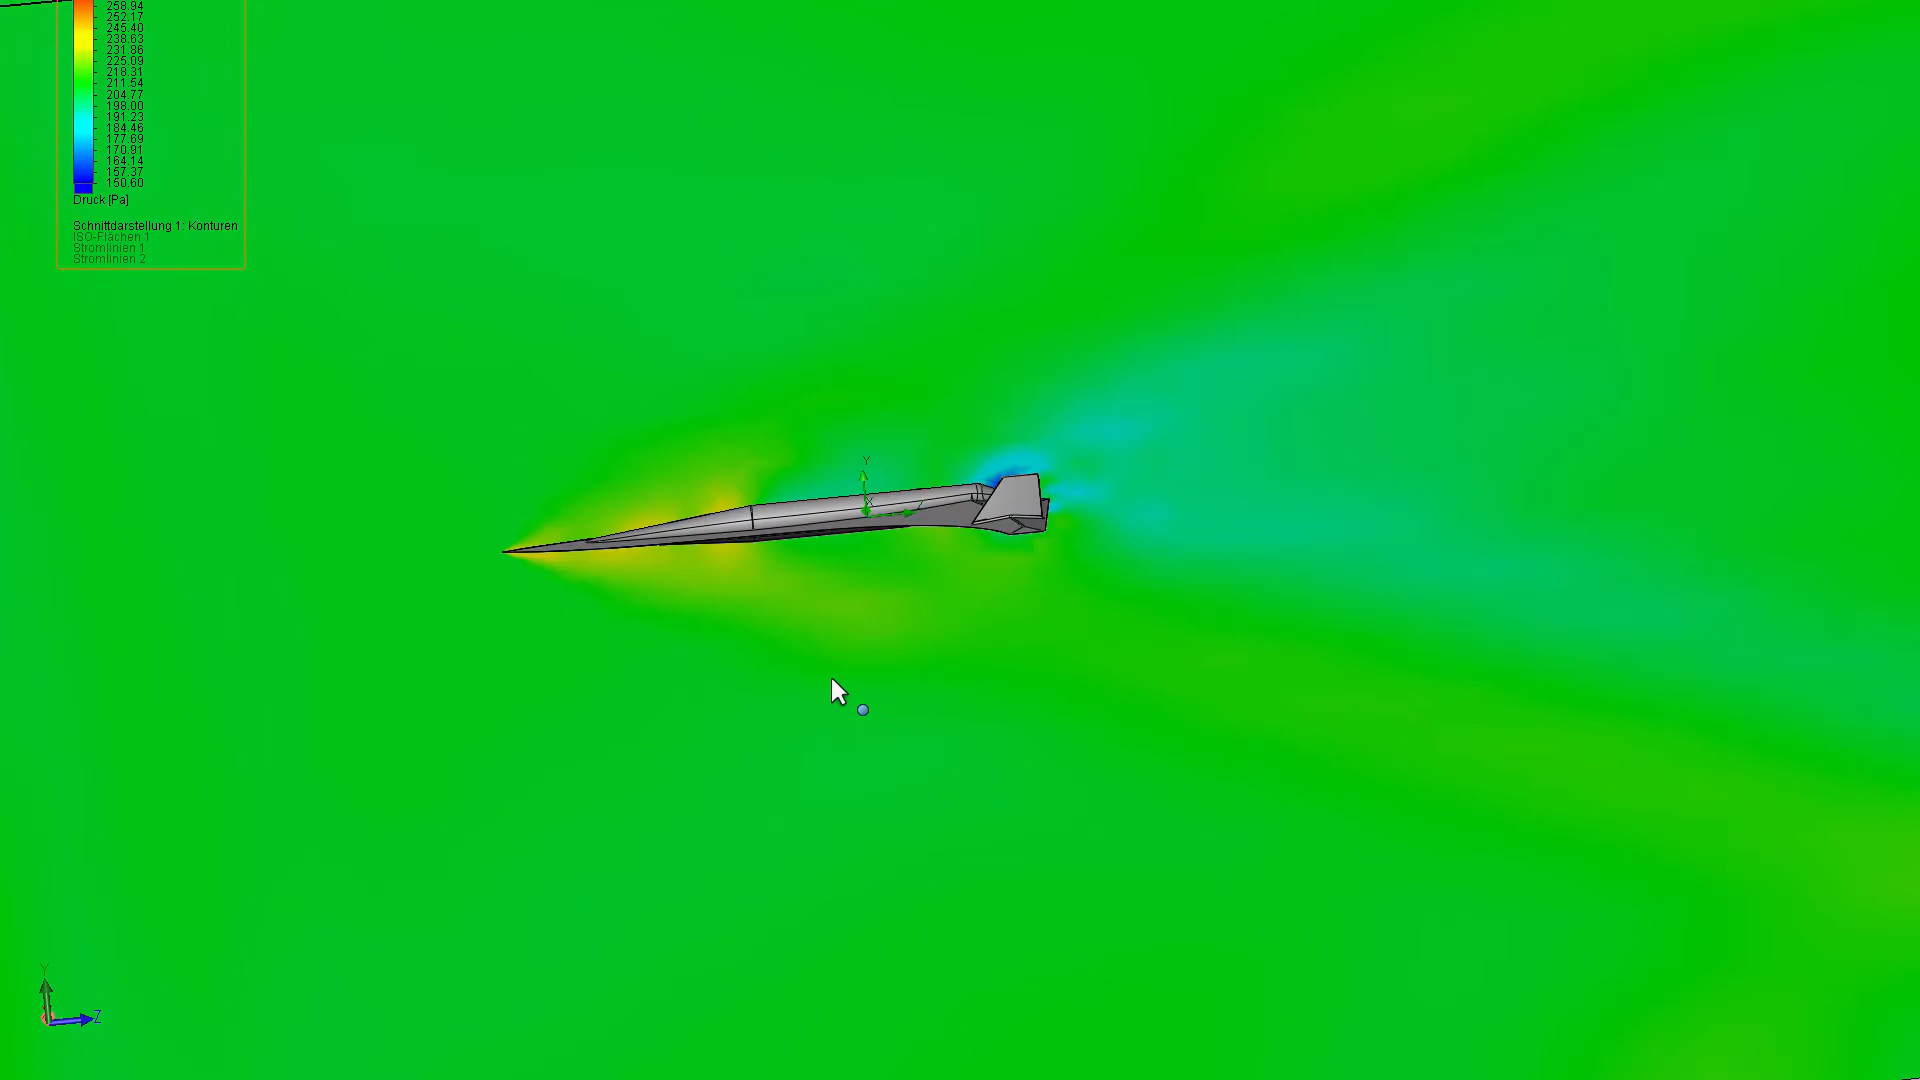 258.94
252.17
245.40
238.63
231.86
225.09
218.31
211.54
204.77
198.00
191.23
184.46
177.69
170.91
164.14
157.37
150.60
Druck [Pa]
Schnittdarstellung 1: Konturen
ISO-Flächen 1
Stromlinien 1
Stromlinien 2
Y
X
Z
Y
Z